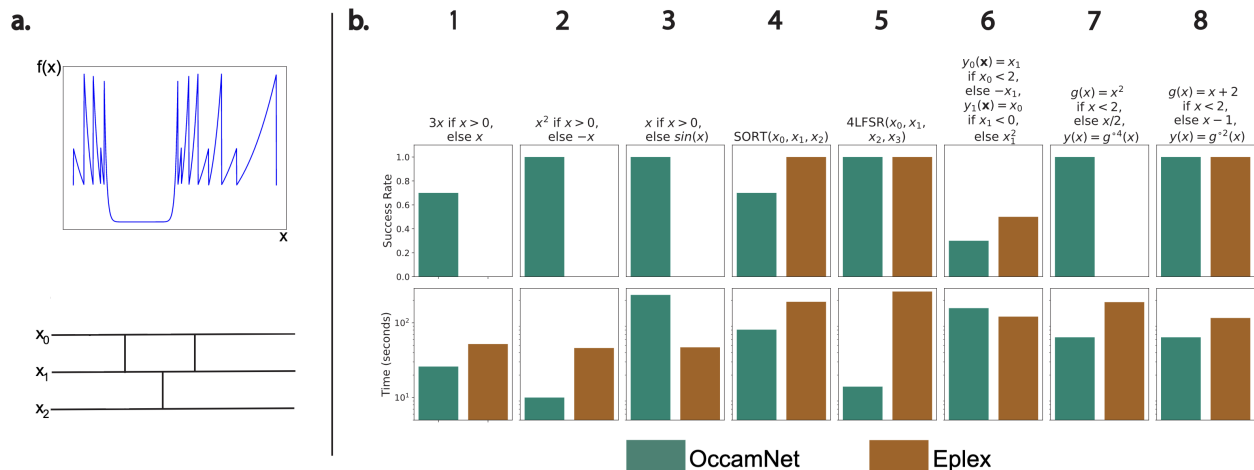 a.
f(x)
x
x₀
x₁
x₂
b.
1 2 3 4 5 6 7 8
3x if x > 0,
else x
x² if x > 0,
else −x
x if x > 0,
else sin(x)
SORT(x₀, x₁, x₂)
4LFSR(x₀, x₁,
x₂, x₃)
y₀(x) = x₁
if x₀ < 2,
else −x₁,
y₁(x) = x₀
if x₁ < 0,
else x₁²
g(x) = x²
if x < 2,
else x/2,
y(x) = g°⁴(x)
g(x) = x + 2
if x < 2,
else x − 1,
y(x) = g°²(x)
Success Rate
1.0
0.8
0.6
0.4
0.2
0.0
Time (seconds)
10²
10¹
OccamNet Eplex